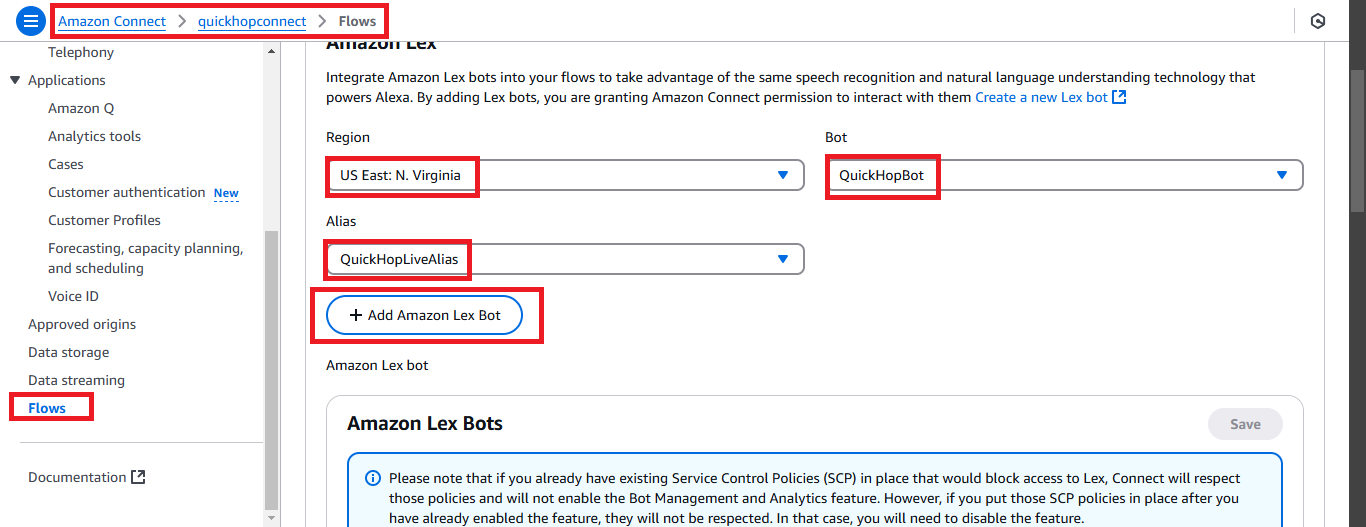 Amazon Connect > quickhopconnect > Flows
Telephony
Applications
Amazon Q
Analytics tools
Cases
Customer authentication New
Customer Profiles
Forecasting, capacity planning,
and scheduling
Voice ID
Approved origins
Data storage
Data streaming
Flows
Documentation
Amazon Lex
Integrate Amazon Lex bots into your flows to take advantage of the same speech recognition and natural language understanding technology that
powers Alexa. By adding Lex bots, you are granting Amazon Connect permission to interact with them Create a new Lex bot
Region
US East: N. Virginia
Bot
QuickHopBot
Alias
QuickHopLiveAlias
+ Add Amazon Lex Bot
Amazon Lex bot
Amazon Lex Bots
Save
Please note that if you already have existing Service Control Policies (SCP) in place that would block access to Lex, Connect will respect
those policies and will not enable the Bot Management and Analytics feature. However, if you put those SCP policies in place after you
have already enabled the feature, they will not be respected. In that case, you will need to disable the feature.